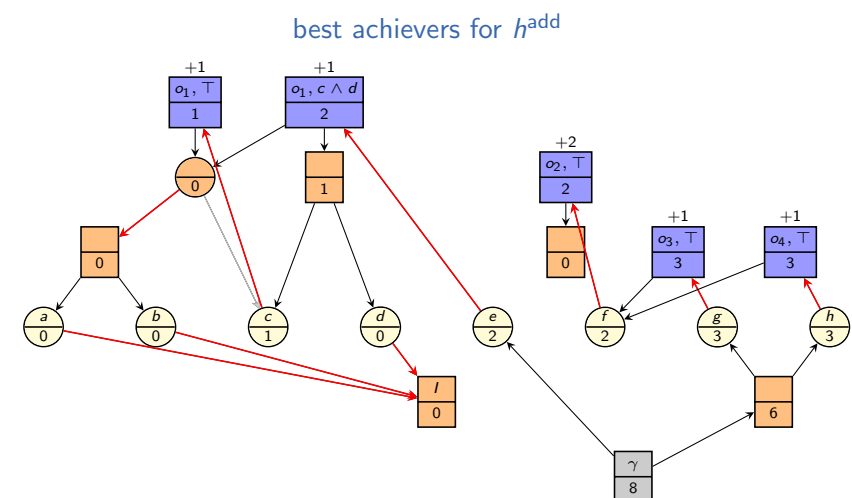 best achievers for h^add
+1 +1
o₁, ⊤ o₁, c ∧ d
1 2
+2
o₂, ⊤
0 1 2
+1 +1
o₃, ⊤ o₄, ⊤
0 0 3 3
a b c d e f g h
0 0 1 0 2 2 3 3
I
0 6
γ
8